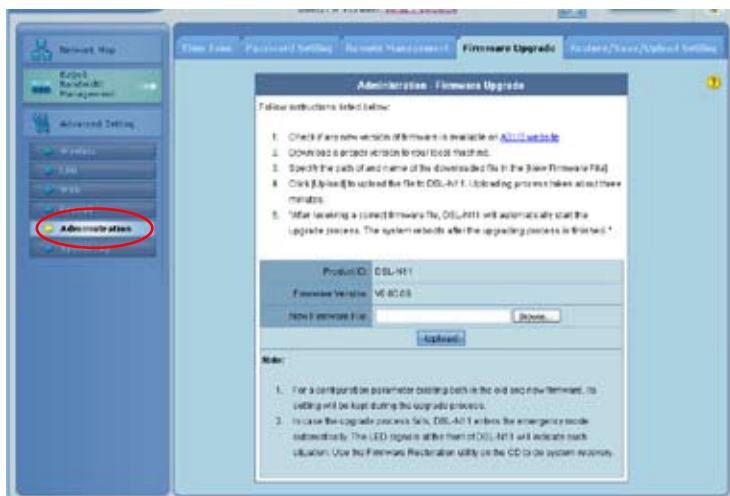 Time Zone Password Setting Remote Management Firmware Upgrade Restore/Save/Upload Setting
Network Map
Bandwidth
Management
Advanced Setting
Wireless
LAN
WAN
Administration
Administration - Firmware Upgrade
Follow instructions listed below:
1. Check if any new version of firmware is available on ASUS website
2. Download a proper version to your local machine.
3. Specify the path of and name of the downloaded file in the [New Firmware File].
4. Click [Upload] to upload the file to DSL-N11. Uploading process takes about three
minutes.
5. "After receiving a correct firmware file, DSL-N11 will automatically start the
upgrade process. The system reboots after the upgrading process is finished."
Product ID: DSL-N11
Firmware Version:
New Firmware File: Browse...
Upload
Note:
1. For a configuration parameter existing both in the old and new firmware, its
setting will be kept during the upgrade process.
2. In case the upgrade process fails, DSL-N11 enters the emergency mode
automatically. The LED signals at the front of DSL-N11 will indicate such
situation. Use the Firmware Restoration utility on the CD to do system recovery.